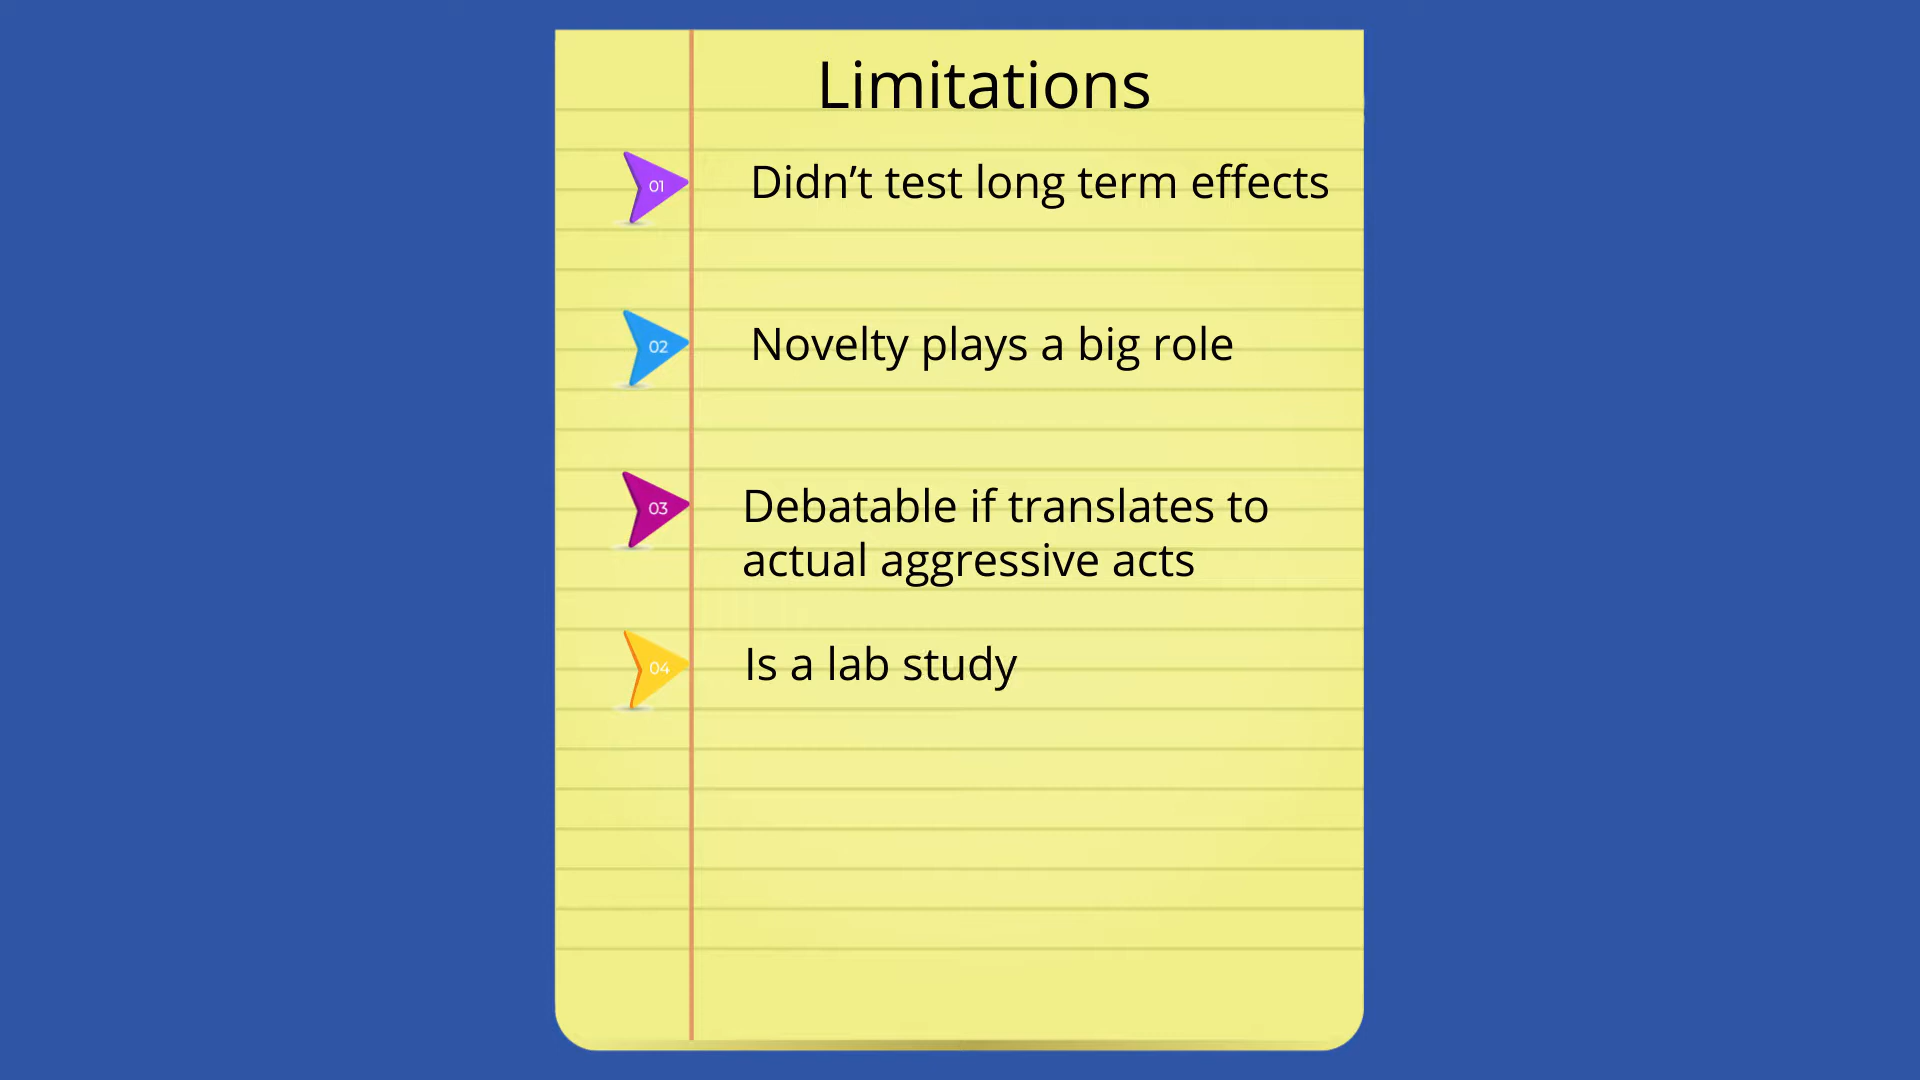 Limitations
01
Didn’t test long term effects
02
Novelty plays a big role
03
Debatable if translates to
actual aggressive acts
04
Is a lab study